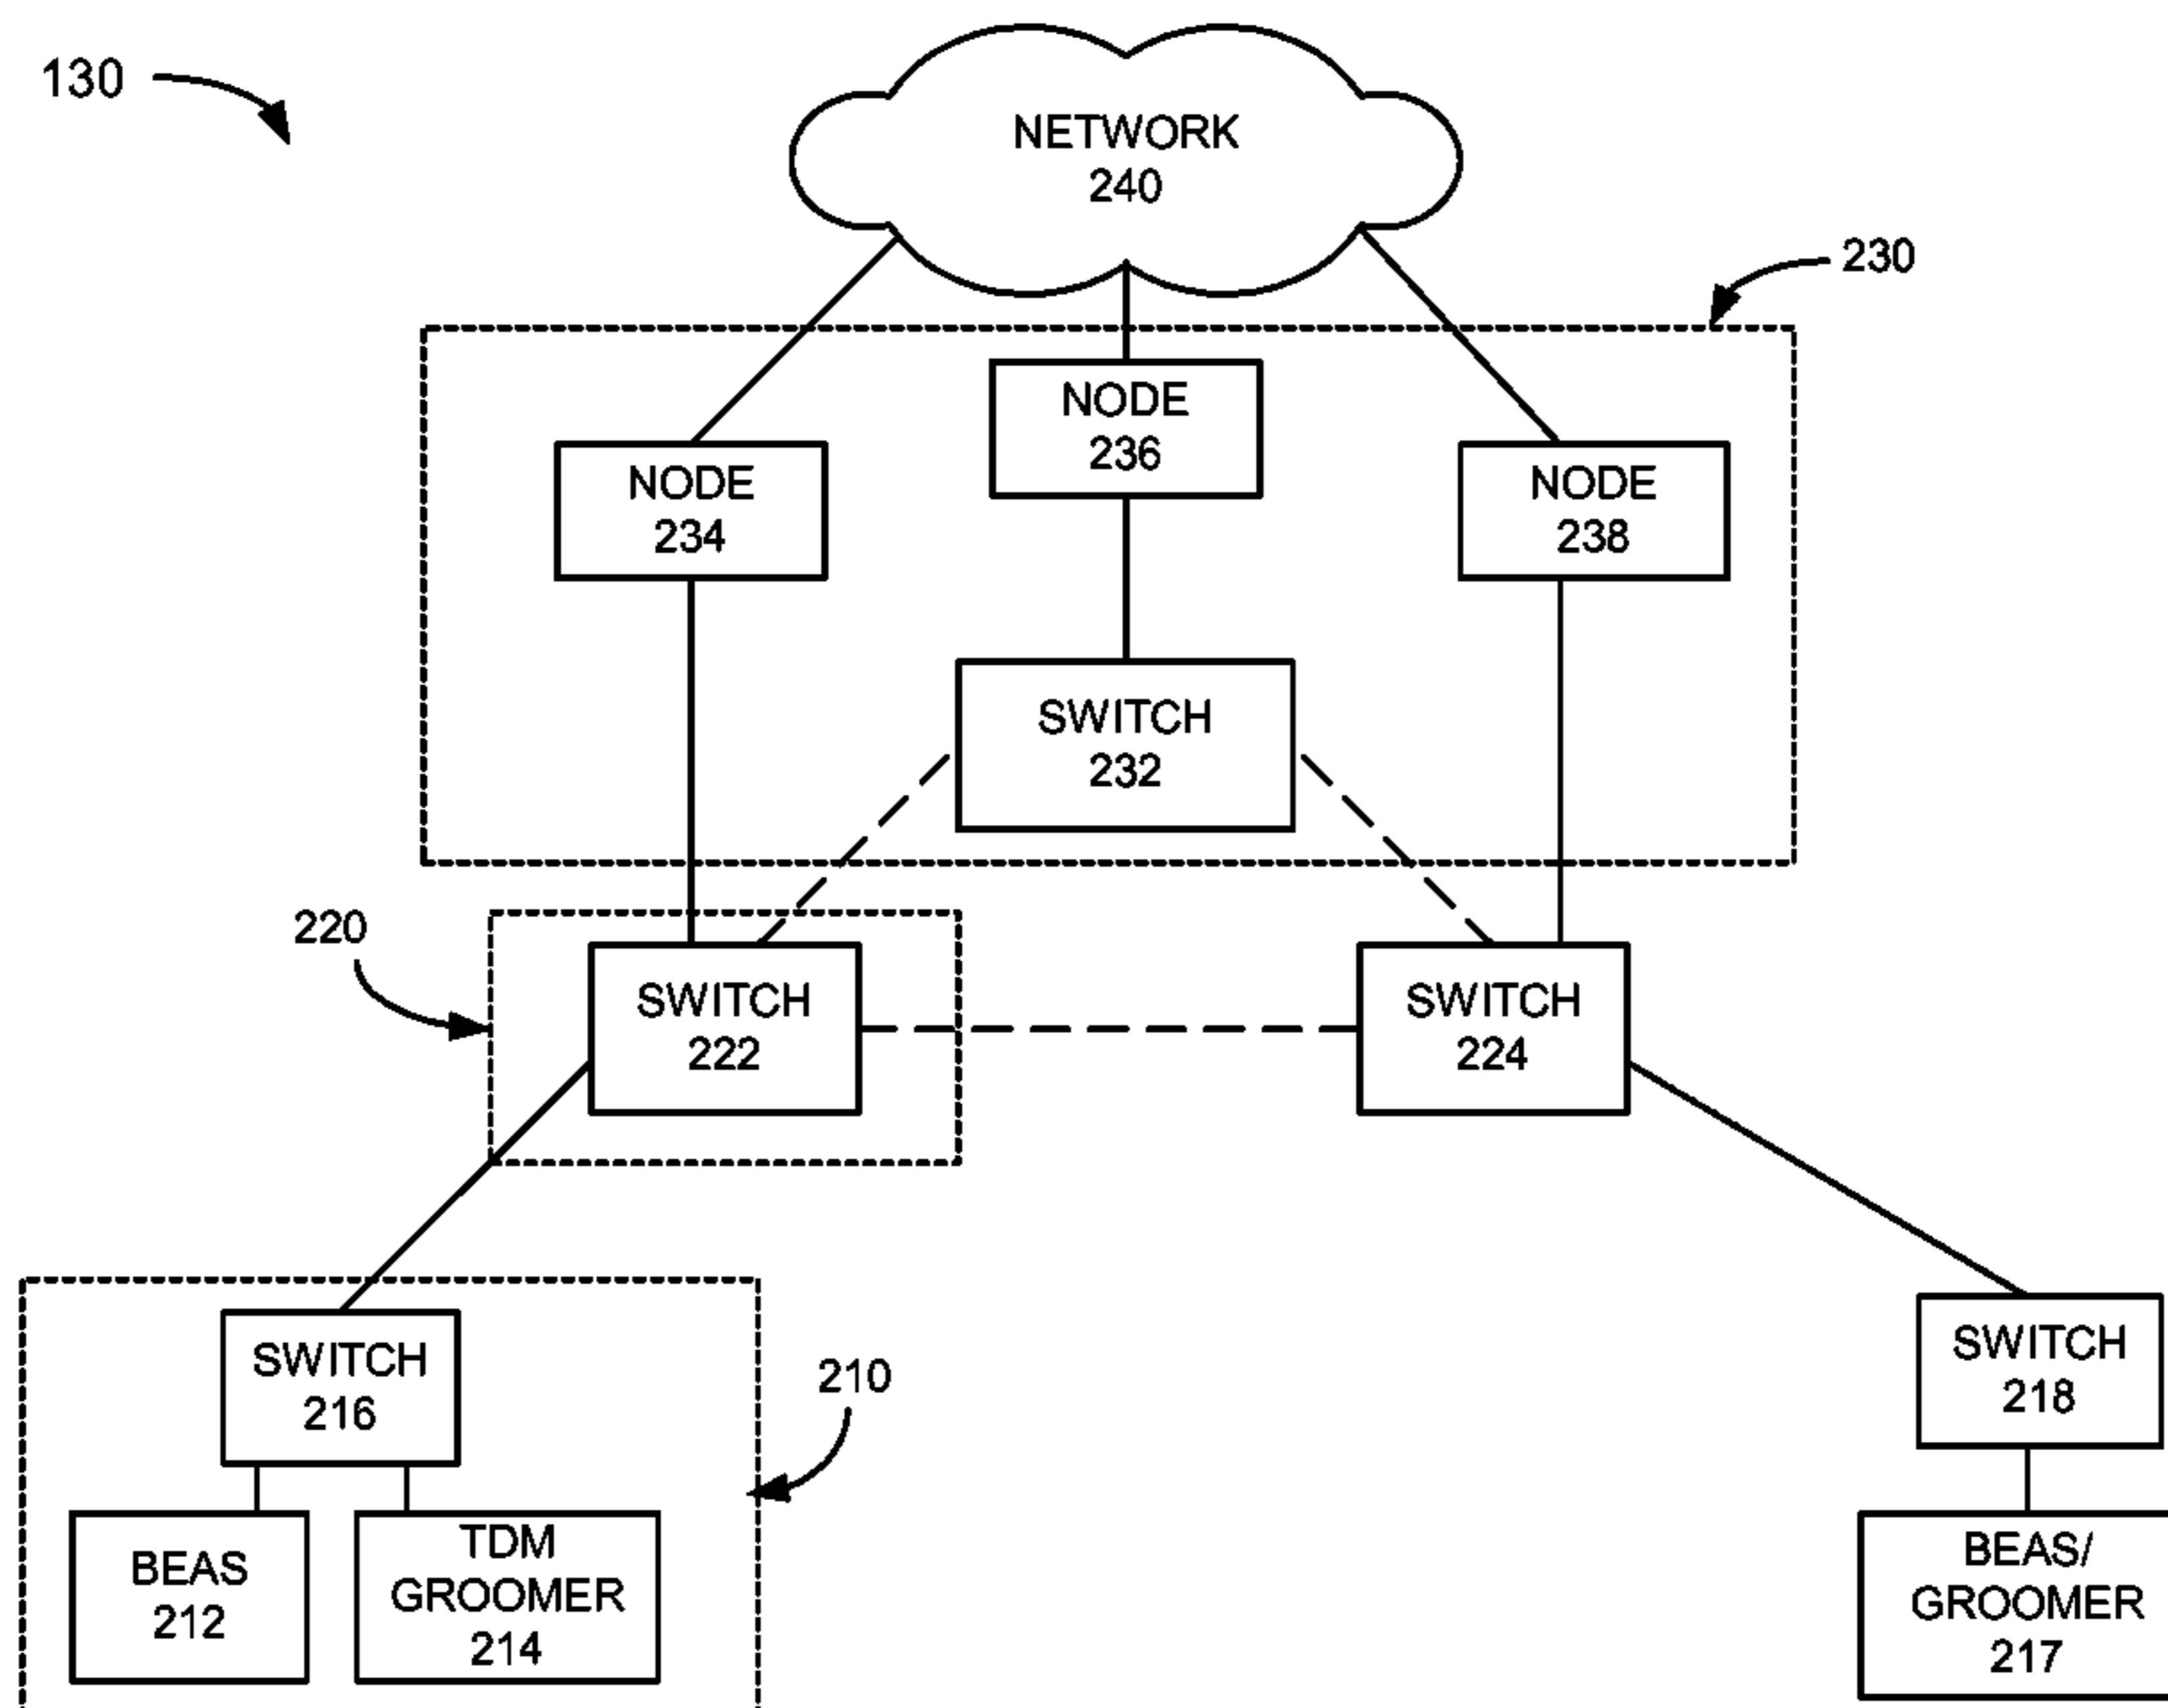 130
NETWORK
240
230
NODE
236
NODE
234
NODE
238
SWITCH
232
220
SWITCH
222
SWITCH
224
SWITCH
216
210
SWITCH
218
BEAS
212
TDM
GROOMER
214
BEAS/
GROOMER
217